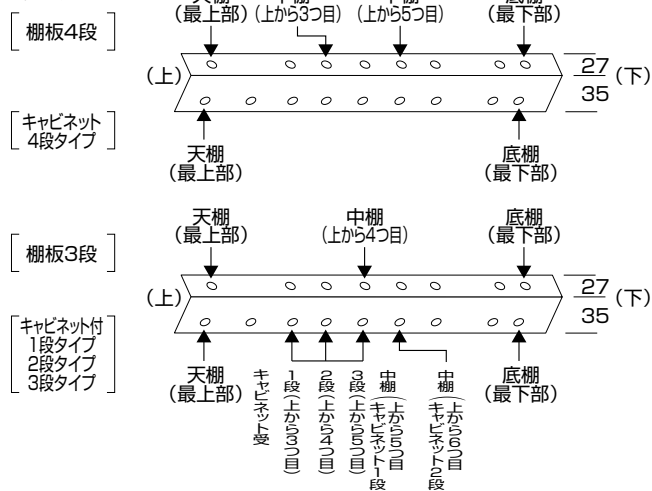 棚板4段
(最上部)
(上から3つ目)
(上から5つ目)
(最下部)
(上)
27
35
(下)
キャビネット
4段タイプ
天棚
(最上部)
底棚
(最下部)
棚板3段
天棚
(最上部)
中棚
(上から4つ目)
底棚
(最下部)
(上)
27
35
(下)
キャビネット付
1段タイプ
2段タイプ
3段タイプ
天棚
(最上部)
キャビネット受
1段(上から3つ目)
2段(上から4つ目)
3段(上から5つ目)
中棚(上から5つ目
キャビネット1段
中棚(上から6つ目
キャビネット2段
底棚
(最下部)